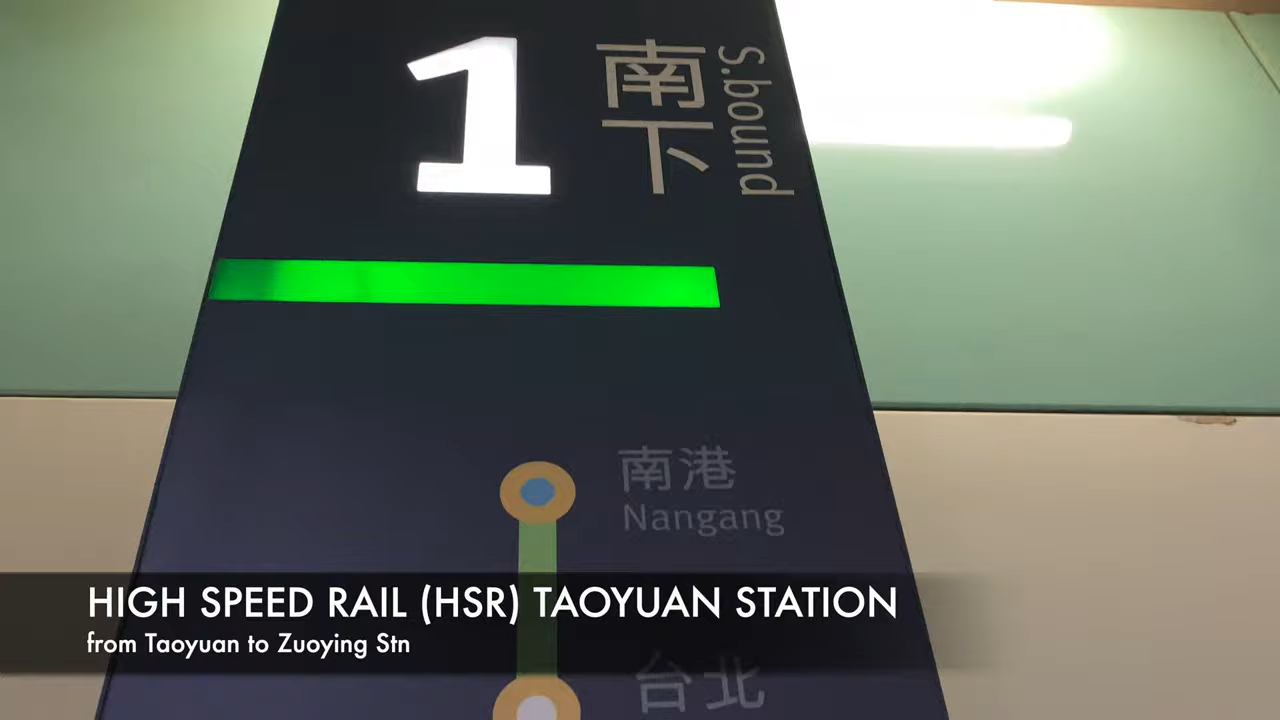 1
南下
S.bound
南港
Nangang
HIGH SPEED RAIL (HSR) TAOYUAN STATION
from Taoyuan to Zuoying Stn
台北